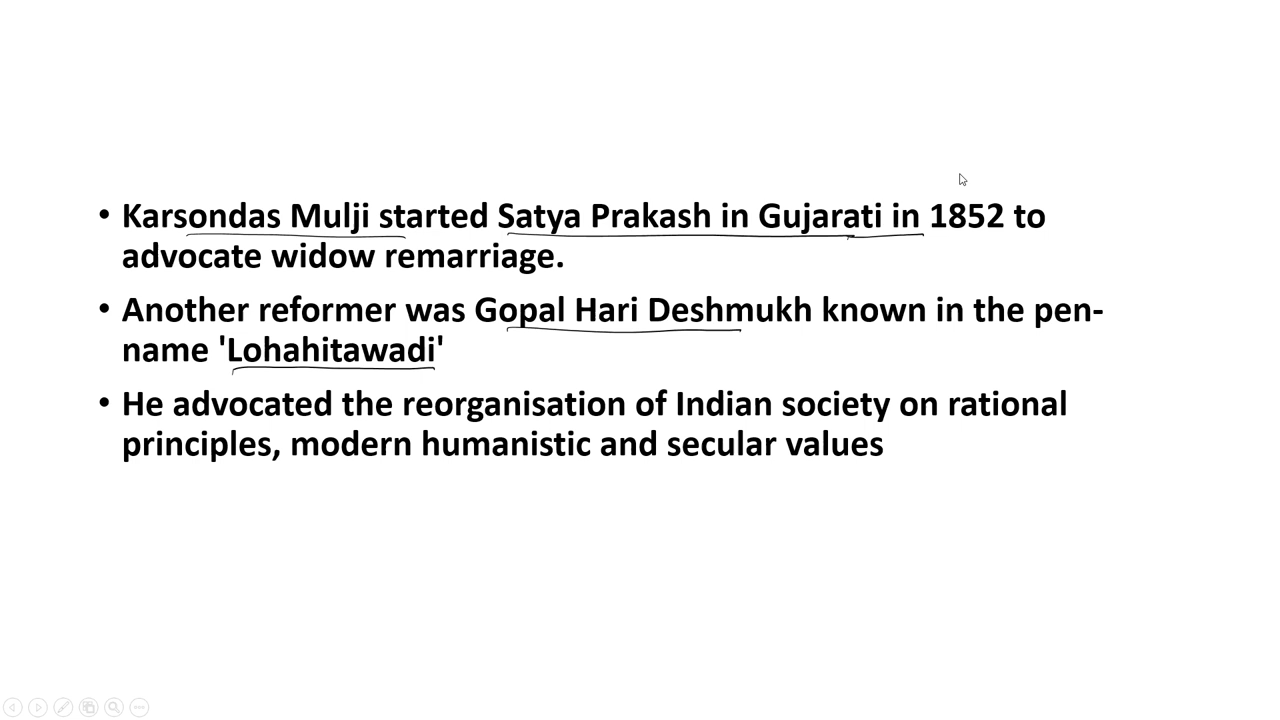 • Karsondas Mulji started Satya Prakash in Gujarati in 1852 to
advocate widow remarriage.
• Another reformer was Gopal Hari Deshmukh known in the pen-
name 'Lohahitawadi'
• He advocated the reorganisation of Indian society on rational
principles, modern humanistic and secular values